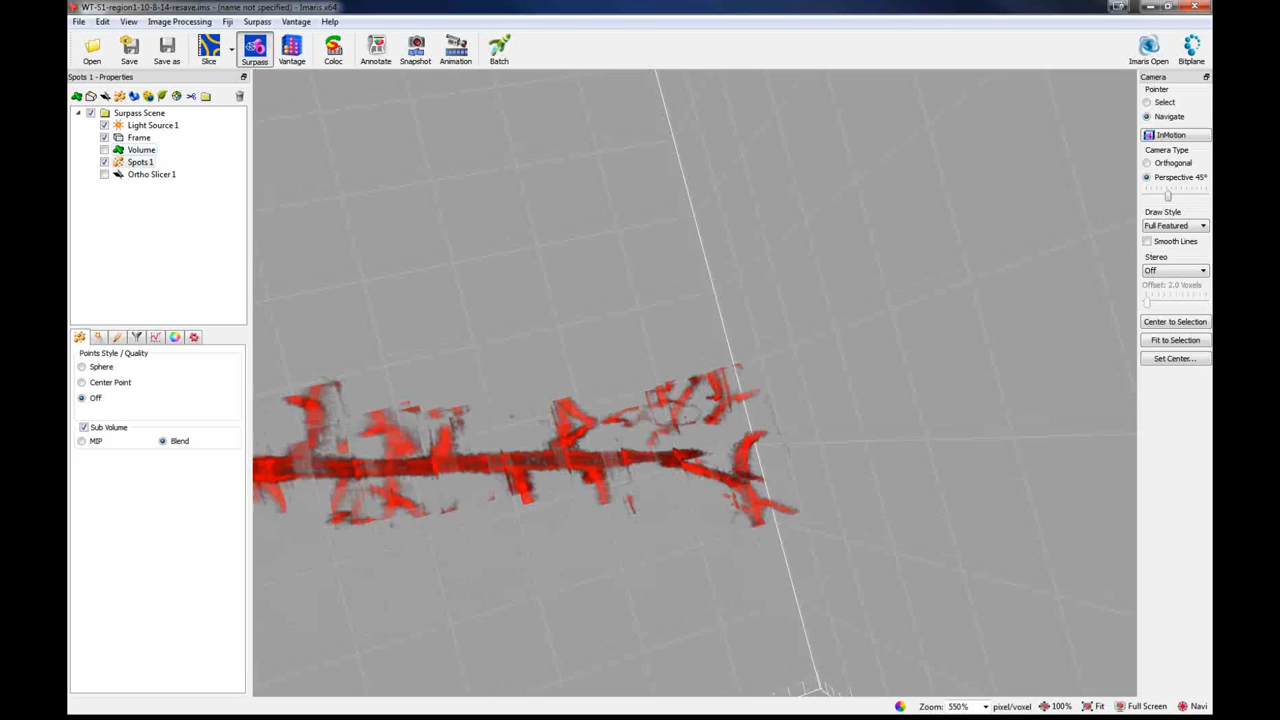 WT-S1-region1-10-8-14-resave.ims - (name not specified) - Imaris x64
File Edit View Image Processing Fiji Surpass Vantage Help
Open Save Save as Slice Surpass Vantage Coloc Annotate Snapshot Animation Batch Imaris Open Bitplane
Spots 1 - Properties
Surpass Scene
Light Source 1
Frame
Volume
Spots 1
Ortho Slicer 1
Points Style / Quality
Sphere
Center Point
Off
Sub Volume
MIP Blend
Camera
Pointer
Select
Navigate
InMotion
Camera Type
Orthogonal
Perspective 45°
Draw Style
Full Featured
Smooth Lines
Stereo
Off
Offset: 2.0 Voxels
Center to Selection
Fit to Selection
Set Center...
Zoom: 550% pixel/voxel 100% Fit Full Screen Navi